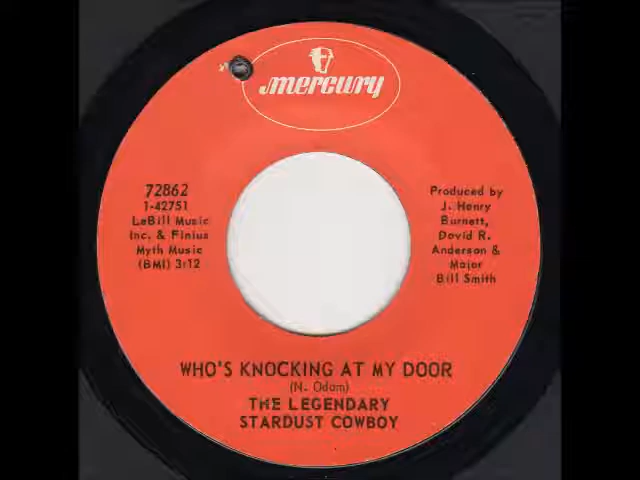 mercury
72862
1-42751
LeBill Music
Inc. & Finius
Myth Music
(BMI) 3:12
Produced by
J. Henry
Burnett,
David R.
Anderson &
Major
Bill Smith
WHO'S KNOCKING AT MY DOOR
(N. Odam)
THE LEGENDARY
STARDUST COWBOY